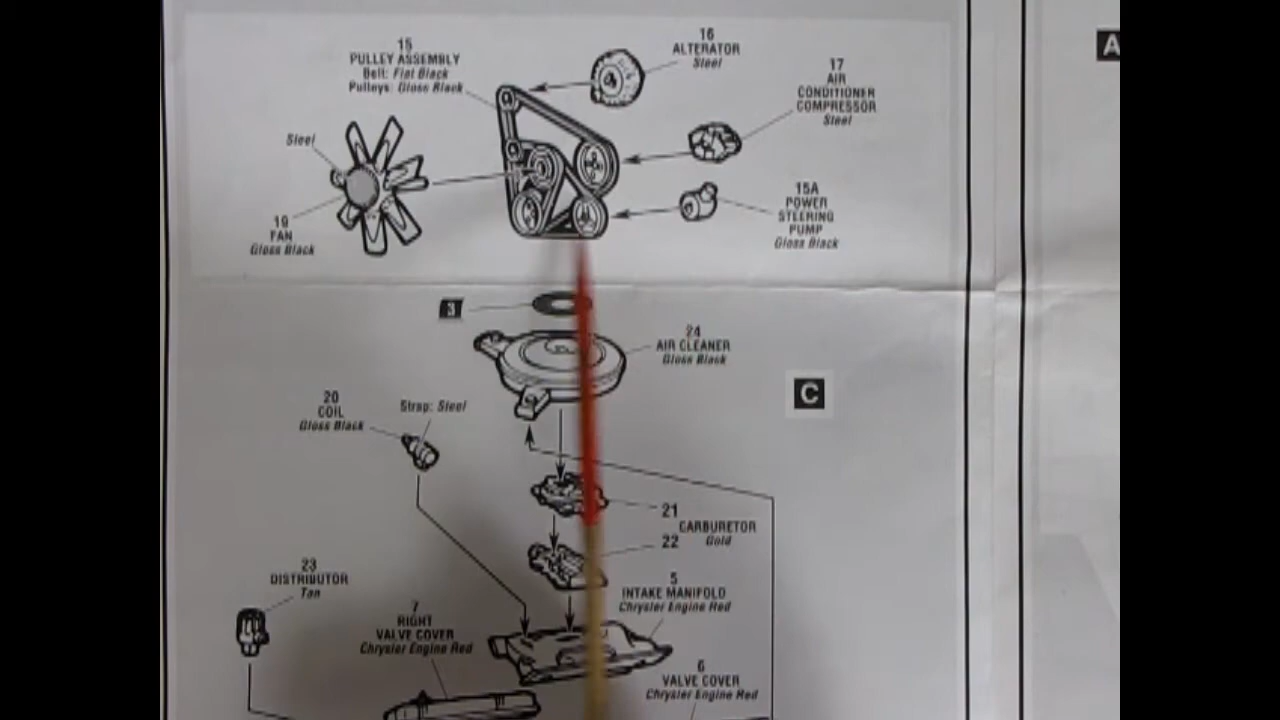 15
PULLEY ASSEMBLY
Belt: Flat Black
Pulleys: Gloss Black
16
ALTERATOR
Steel
17
AIR
CONDITIONER
COMPRESSOR
Steel
A
Steel
19
FAN
Gloss Black
15A
POWER
STEERING
PUMP
Gloss Black
3
24
AIR CLEANER
Gloss Black
C
20
COIL
Gloss Black
Strap: Steel
21
CARBURETOR
Gold
22
23
DISTRIBUTOR
Tan
5
INTAKE MANIFOLD
Chrysler Engine Red
7
RIGHT
VALVE COVER
Chrysler Engine Red
6
VALVE COVER
Chrysler Engine Red